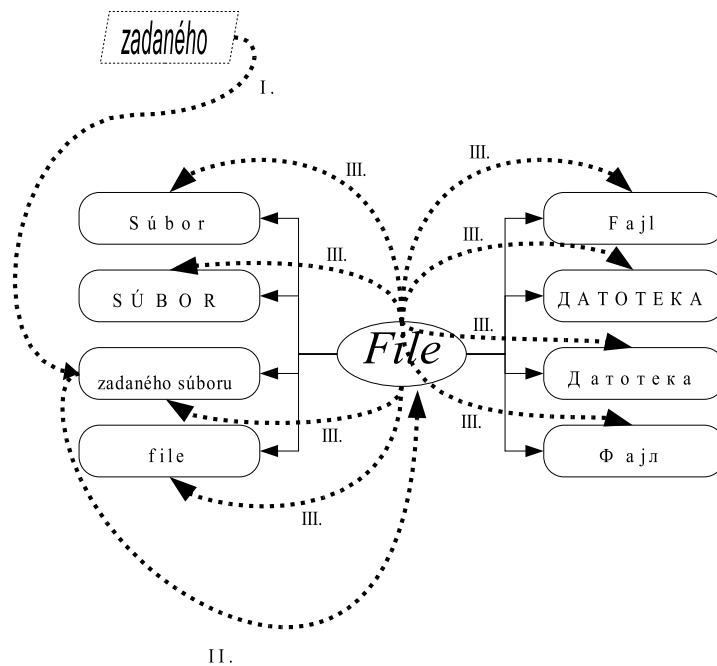 zadaného
I.
III.
III.
Súbor
Fajl
III.
III.
SÚBOR
ДАТОТЕКА
III.
File
zadaného súboru
Датотека
III.
III.
file
Фајл
III.
II.